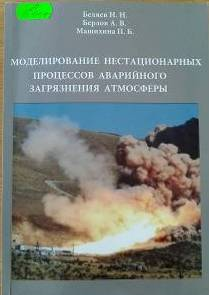 Беляев Н. Н.
Берлов А. В.
Машихина П. Б.
МОДЕЛИРОВАНИЕ НЕСТАЦИОНАРНЫХ
ПРОЦЕССОВ АВАРИЙНОГО
ЗАГРЯЗНЕНИЯ АТМОСФЕРЫ